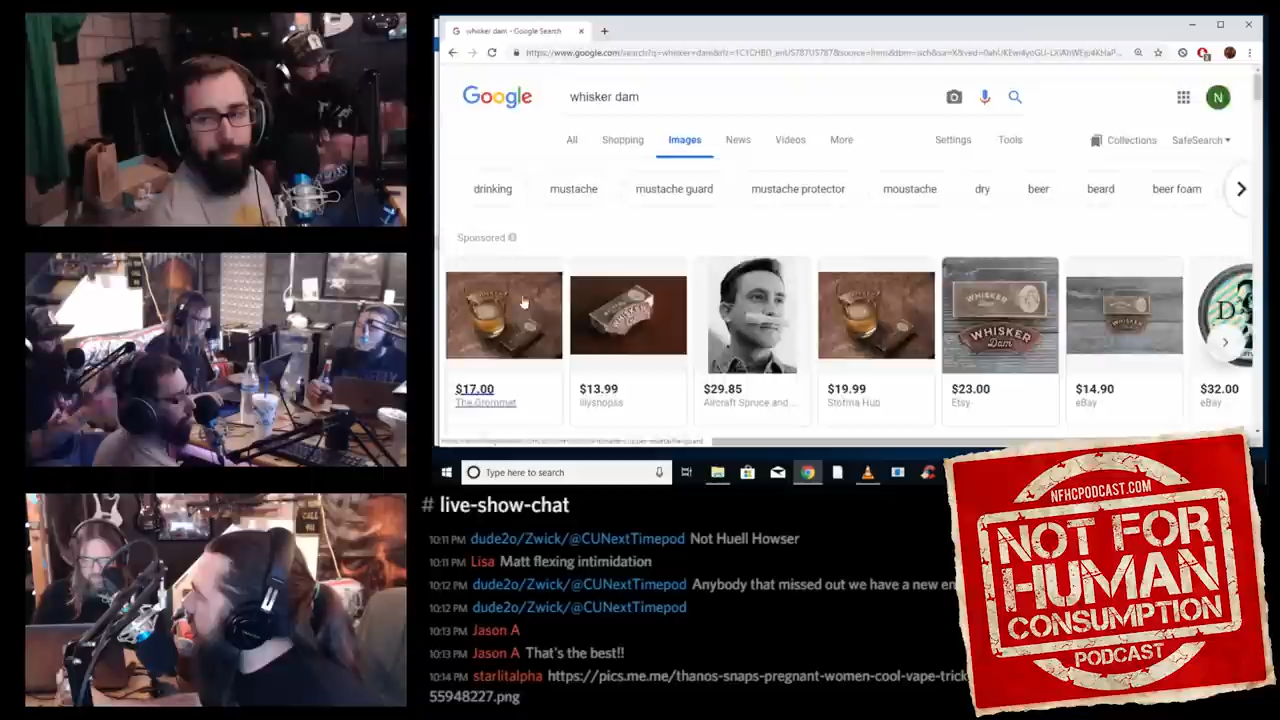 whisker dam - Google Search
Google
whisker dam
N
All Shopping Images News Videos More Settings Tools Collections SafeSearch
drinking mustache mustache guard mustache protector moustache dry beer beard beer foam
Sponsored
WHISKER
Dam
$17.00 $13.99 $29.85 $19.99 $23.00 $14.90 $32.00
The Grommet lilyshopas Aircraft Spruce and... Stotma Hub Etsy eBay eBay
Type here to search
# live-show-chat
10:11 PM dude2o/Zwick/@CUNextTimepod Not Huell Howser
10:11 PM Lisa Matt flexing intimidation
10:12 PM dude2o/Zwick/@CUNextTimepod Anybody that missed out we have a new en
10:12 PM dude2o/Zwick/@CUNextTimepod
10:13 PM Jason A
10:13 PM Jason A That's the best!!
10:14 PM starlitalpha https://pics.me.me/thanos-snaps-pregnant-women-cool-vape-trick
55948227.png
NFHCPODCAST.COM
NOT FOR
HUMAN
CONSUMPTION
PODCAST